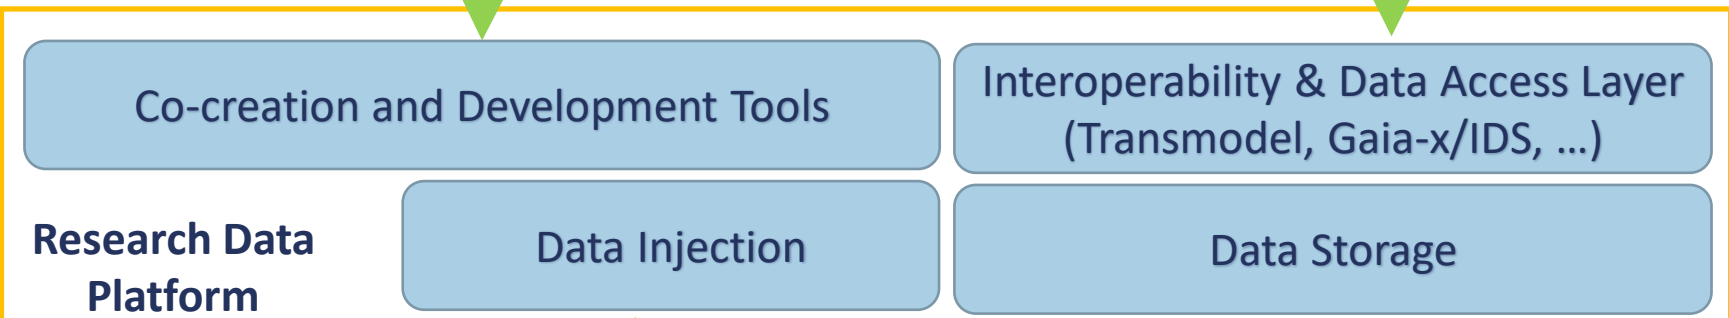 Co-creation and Development Tools
Interoperability & Data Access Layer
(Transmodel, Gaia-x/IDS, ...)
Research Data
Platform
Data Injection
Data Storage